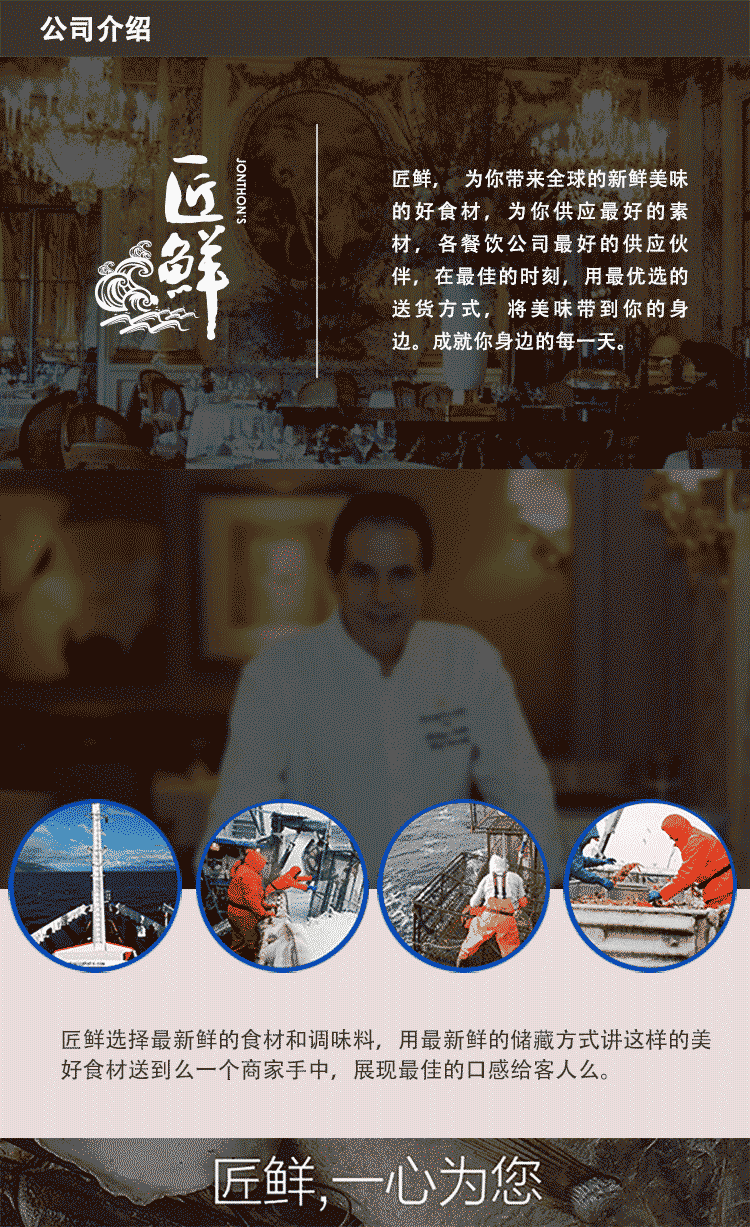 公司介绍
匠鲜
JONTHON'S
匠鲜， 为你带来全球的新鲜美味
的好食材，为你供应最好的素
材，各餐饮公司最好的供应伙
伴，在最佳的时刻，用最优选的
送货方式，将美味带到你的身
边。成就你身边的每一天。
匠鲜选择最新鲜的食材和调味料，用最新鲜的储藏方式讲这样的美
好食材送到么一个商家手中，展现最佳的口感给客人么。
匠鲜,一心为您